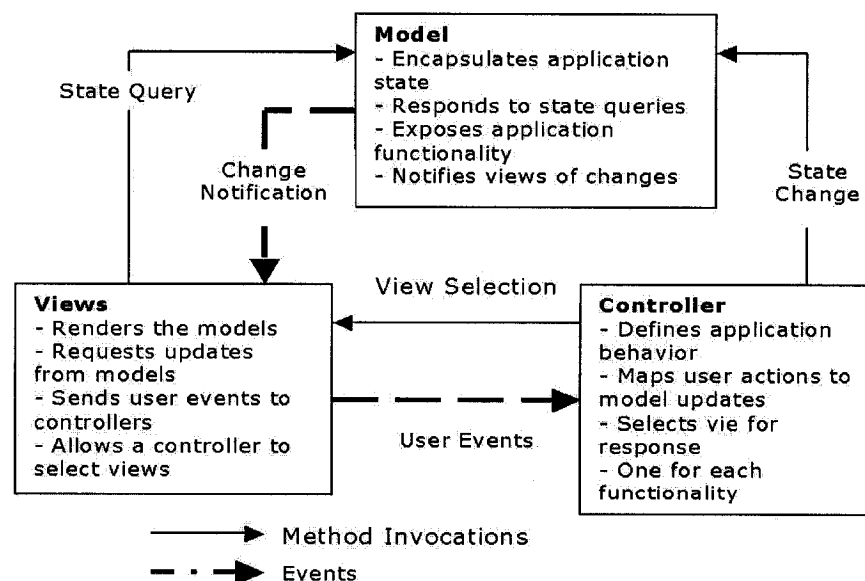 Model
- Encapsulates application
state
- Responds to state queries
- Exposes application
functionality
- Notifies views of changes
State Query
Change
Notification
State
Change
View Selection
Views
- Renders the models
- Requests updates
from models
- Sends user events to
controllers
- Allows a controller to
select views
Controller
- Defines application
behavior
- Maps user actions to
model updates
- Selects vie for
response
- One for each
functionality
User Events
Method Invocations
Events